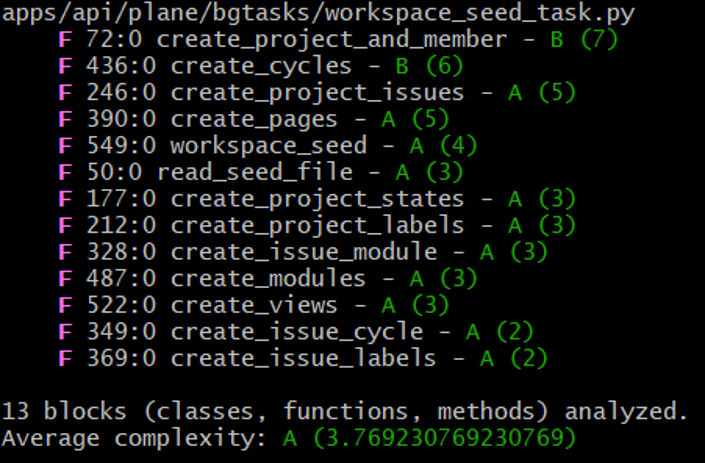 apps/api/plane/bgtasks/workspace_seed_task.py
    F 72:0 create_project_and_member - B (7)
    F 436:0 create_cycles - B (6)
    F 246:0 create_project_issues - A (5)
    F 390:0 create_pages - A (5)
    F 549:0 workspace_seed - A (4)
    F 50:0 read_seed_file - A (3)
    F 177:0 create_project_states - A (3)
    F 212:0 create_project_labels - A (3)
    F 328:0 create_issue_module - A (3)
    F 487:0 create_modules - A (3)
    F 522:0 create_views - A (3)
    F 349:0 create_issue_cycle - A (2)
    F 369:0 create_issue_labels - A (2)

13 blocks (classes, functions, methods) analyzed.
Average complexity: A (3.769230769230769)